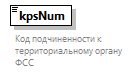 kpsNum
Код подчиненности к
территориальному органу
ФСС